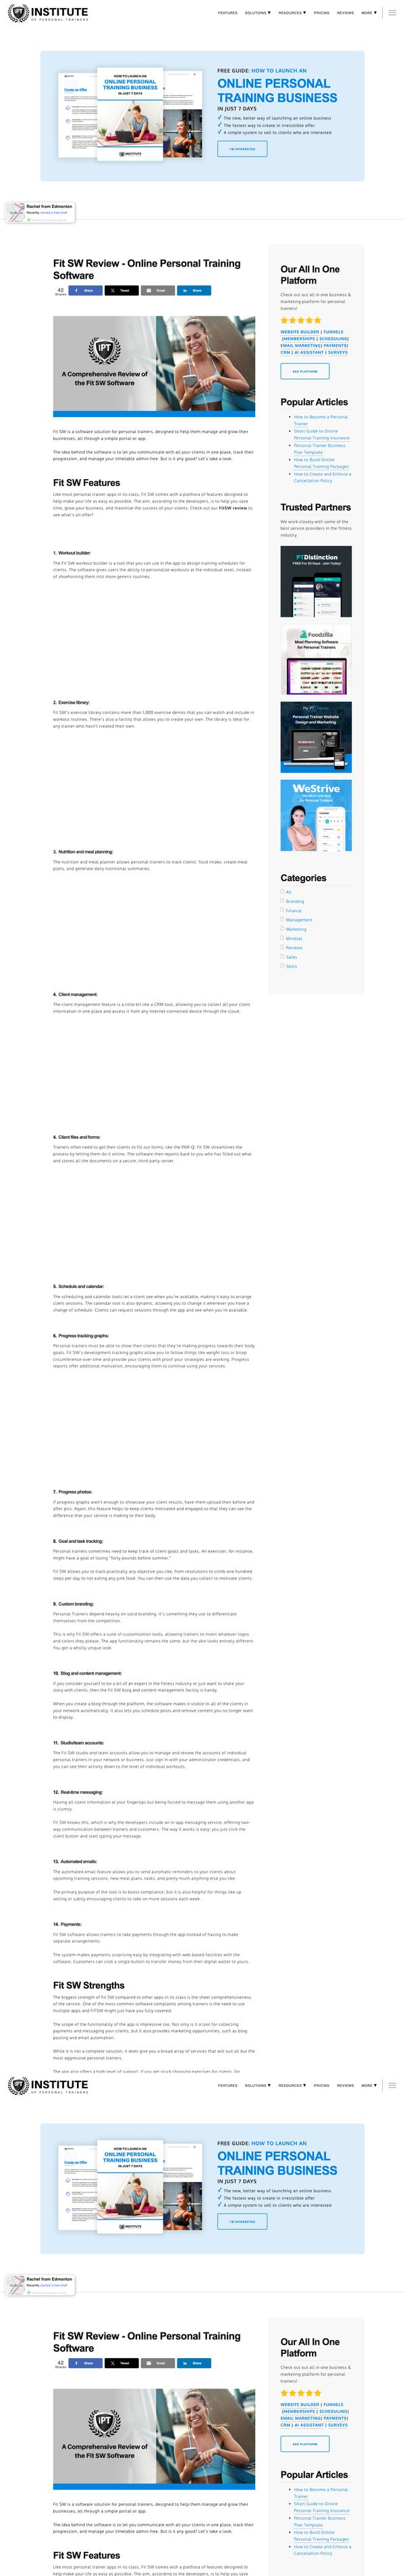 INSTITUTE
OF PERSONAL TRAINERS
FEATURES SOLUTIONS ▼ RESOURCES ▼ PRICING REVIEWS MORE ▼
FREE GUIDE: HOW TO LAUNCH AN
ONLINE PERSONAL
TRAINING BUSINESS
IN JUST 7 DAYS
✓ The new, better way of launching an online business
✓ The fastest way to create in irresistible offer
✓ A simple system to sell to clients who are interested
I'M INTERESTED
HOW TO LAUNCH AN
ONLINE PERSONAL
TRAINING BUSINESS
IN JUST 7 DAYS
Create an Offer
Rachel from Edmonton
Recently started a free trial!
Fit SW Review - Online Personal Training
Software
42
Shares
Share
Tweet
Email
Share
IPT
A Comprehensive Review of
the Fit SW Software
Fit SW is a software solution for personal trainers, designed to help them manage and grow their
businesses, all through a simple portal or app.
The idea behind the software is to let you communicate with all your clients in one place, track their
progression, and manage your timetable admin free. But is it any good? Let's take a look.
Fit SW Features
Like most personal trainer apps in its class, Fit SW comes with a plethora of features designed to
help make your life as easy as possible. The aim, according to the developers, is to help you save
time, grow your business, and maximize the success of your clients. Check out our FitSW review to
see what's on offer?
1. Workout builder:
The Fit SW workout builder is a tool that you can use in the app to design training schedules for
clients. The software gives users the ability to personalize workouts at the individual level, instead
of shoehorning them into more generic routines.
2. Exercise library:
Fit SW's exercise library contains more than 1,000 exercise demos that you can watch and include in
workout routines. There's also a facility that allows you to create your own. The library is ideal for
any trainer who hasn't created their own.
3. Nutrition and meal planning:
The nutrition and meal planner allows personal trainers to track clients' food intake, create meal
plans, and generate daily nutritional summaries.
4. Client management:
The client management feature is a little-bit like a CRM tool, allowing you to collect all your client
information in one place and access it from any internet-connected device through the cloud.
4. Client files and forms:
Trainers often need to get their clients to fill out forms, like the PAR-Q. Fit SW streamlines the
process by letting them do it online. The software then reports back to you who has filled out what
and stores all the documents on a secure, third-party server.
5. Schedule and calendar:
The scheduling and calendar tools let a client see when you're available, making it easy to arrange
client sessions. The calendar tool is also dynamic, allowing you to change it whenever you have a
change of schedule. Clients can request sessions through the app and see when you're available.
6. Progress tracking graphs:
Personal trainers must be able to show their clients that they're making progress towards their body
goals. Fit SW's development tracking graphs allow you to follow things like weight loss or bicep
circumference over time and provide your clients with proof your strategies are working. Progress
reports offer additional motivation, encouraging them to continue using your services.
7. Progress photos:
If progress graphs aren't enough to showcase your client results, have them upload their before and
after pics. Again, this feature helps to keep clients motivated and engaged so that they can see the
difference that your service is making to their body.
8. Goal and task tracking:
Personal trainers sometimes need to keep track of client goals and tasks. An exerciser, for instance,
might have a goal of losing "forty pounds before summer."
Fit SW allows you to track practically any objective you like, from revolutions to climb one hundred
steps per day to not eating any junk food. You can then use the data you collect to motivate clients.
9. Custom branding:
Personal Trainers depend heavily on solid branding. It's something they use to differentiate
themselves from the competition.
This is why Fit SW offers a suite of customization tools, allowing trainers to insert whatever logos
and colors they please. The app functionality remains the same, but the skin looks entirely different.
You get a wholly unique look.
10. Blog and content management:
If you consider yourself to be a bit of an expert in the fitness industry or just want to share your
story with clients, then the Fit SW blog and content management facility is handy.
When you create a blog through the platform, the software makes it visible to all of the clients in
your network automatically. It also lets you schedule posts and remove content you no longer want
to display.
11. Studio/team accounts:
The Fit SW studio and team accounts allow you to manage and review the accounts of individual
personal trainers in your network or business. Just sign in with your administrator credentials, and
you can see their activity down to the level of individual workouts.
12. Real-time messaging:
Having all client information at your fingertips but being forced to message them using another app
is clumsy.
Fit SW knows this, which is why the developers include an in-app messaging service, offering two-
way communication between trainers and customers. The way it works is easy: you just click the
client button and start typing your message.
13. Automated emails:
The automated email feature allows you to send automatic reminders to your clients about
upcoming training sessions, new meal plans, tasks, and pretty much anything else you like.
The primary purpose of the tool is to boost compliance, but it is also helpful for things like up
selling or subtly encouraging clients to take on more sessions each week.
14. Payments:
Fit SW software allows trainers to take payments through the app instead of having to make
separate arrangements.
The system makes payments surprising easy by integrating with web-based facilities with the
software. Customers can click a single button to transfer money from their digital wallet to yours.
Fit SW Strengths
The biggest strength of Fit SW compared to other apps in its class is the sheer comprehensiveness
of the service. One of the most common software complaints among trainers is the need to use
multiple apps and FITSW might just have you fully covered.
The scope of the functionality of the app is impressive too. Not only is it a tool for collecting
payments and messaging your clients, but it also provides marketing opportunities, such as blog
posting and email automation.
While it is not a complete solution, it does give you a broad array of services that will suit all but the
most aggressive personal trainers.
The app also offers a high level of support. If you get stuck choosing exercises for clients, for
Our All In One
Platform
Check out out all in one business &
marketing platform for personal
trainers!
WEBSITE BUILDER | FUNNELS
|MEMBERSHIPS | SCHEDULING|
EMAIL MARKETING| PAYMENTS|
CRM | AI ASSISTANT | SURVEYS
SEE PLATFORM
Popular Articles
How to Become a Personal
Trainer
Short Guide to Online
Personal Training Insurance
Personal Trainer Business
Plan Template
How to Build Online
Personal Training Packages
How to Create and Enforce a
Cancellation Policy
Trusted Partners
We work closely with some of the
best service providers in the fitness
industry.
PTDistinction
FREE For 90 Days. Join Today!
Foodzilla
Meal Planning Software
for Personal Trainers
My PT
Personal Trainer Website
Design and Marketing
WeStrive
The Next Level App
for Personal Trainers
Categories
All
Branding
Finance
Management
Marketing
Mindset
Reviews
Sales
Skills
INSTITUTE
OF PERSONAL TRAINERS
FEATURES SOLUTIONS ▼ RESOURCES ▼ PRICING REVIEWS MORE ▼
FREE GUIDE: HOW TO LAUNCH AN
ONLINE PERSONAL
TRAINING BUSINESS
IN JUST 7 DAYS
✓ The new, better way of launching an online business
✓ The fastest way to create in irresistible offer
✓ A simple system to sell to clients who are interested
I'M INTERESTED
HOW TO LAUNCH AN
ONLINE PERSONAL
TRAINING BUSINESS
IN JUST 7 DAYS
Create an Offer
Rachel from Edmonton
Recently started a free trial!
Fit SW Review - Online Personal Training
Software
42
Shares
Share
Tweet
Email
Share
IPT
A Comprehensive Review of
the Fit SW Software
Fit SW is a software solution for personal trainers, designed to help them manage and grow their
businesses, all through a simple portal or app.
The idea behind the software is to let you communicate with all your clients in one place, track their
progression, and manage your timetable admin free. But is it any good? Let's take a look.
Fit SW Features
Like most personal trainer apps in its class, Fit SW comes with a plethora of features designed to
help make your life as easy as possible. The aim, according to the developers, is to help you save
Our All In One
Platform
Check out out all in one business &
marketing platform for personal
trainers!
WEBSITE BUILDER | FUNNELS
|MEMBERSHIPS | SCHEDULING|
EMAIL MARKETING| PAYMENTS|
CRM | AI ASSISTANT | SURVEYS
SEE PLATFORM
Popular Articles
How to Become a Personal
Trainer
Short Guide to Online
Personal Training Insurance
Personal Trainer Business
Plan Template
How to Build Online
Personal Training Packages
How to Create and Enforce a
Cancellation Policy